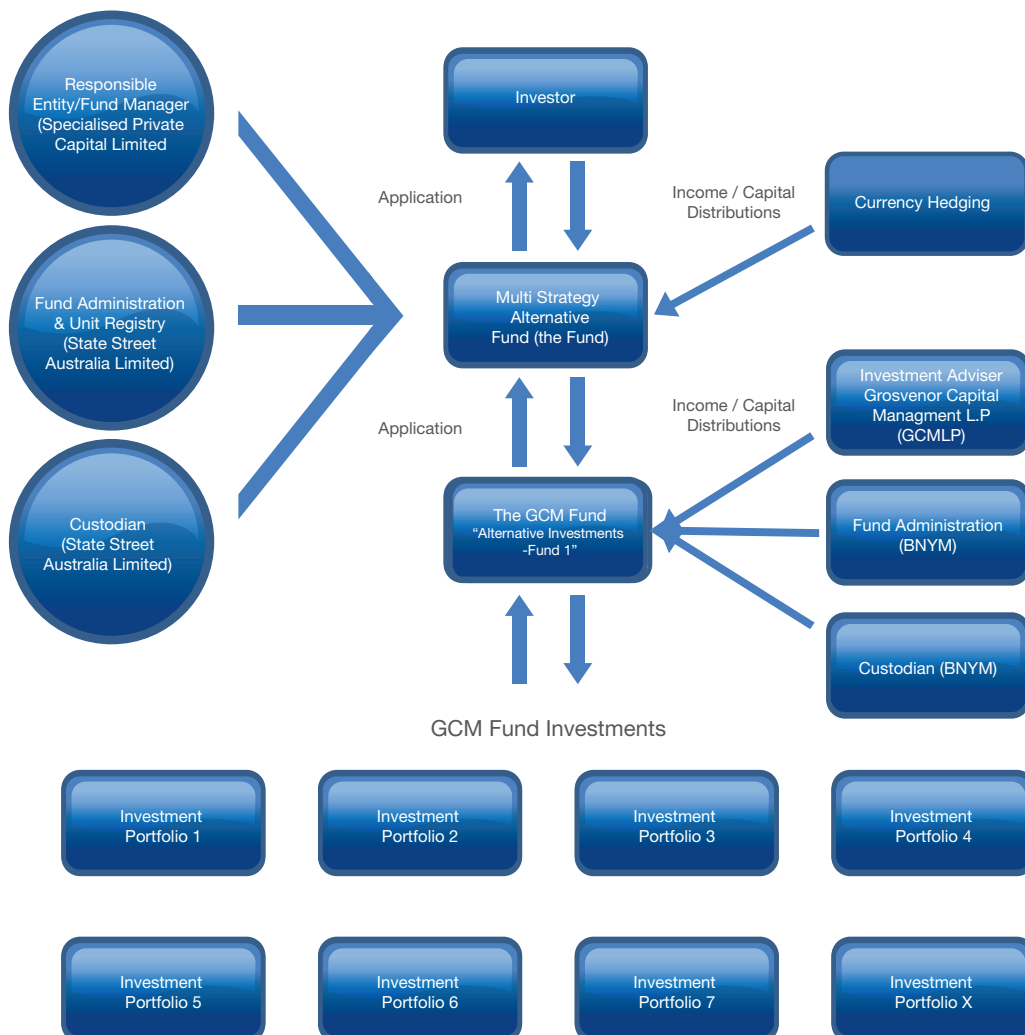 Responsible
Entity/Fund Manager
(Specialised Private
Capital Limited
Investor
Application
Income / Capital
Distributions
Currency Hedging
Fund Administration
& Unit Registry
(State Street
Australia Limited)
Multi Strategy
Alternative
Fund (the Fund)
Application
Income / Capital
Distributions
Investment Adviser
Grosvenor Capital
Managment L.P
(GCMLP)
Custodian
(State Street
Australia Limited)
The GCM Fund
“Alternative Investments
-Fund 1”
Fund Administration
(BNYM)
Custodian (BNYM)
GCM Fund Investments
Investment
Portfolio 1
Investment
Portfolio 2
Investment
Portfolio 3
Investment
Portfolio 4
Investment
Portfolio 5
Investment
Portfolio 6
Investment
Portfolio 7
Investment
Portfolio X